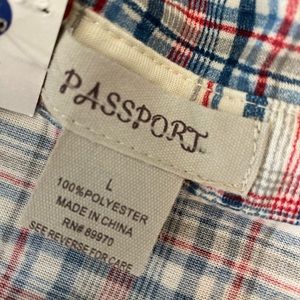 PASSPORT.
L
100%POLYESTER
MADE IN CHINA
RN# 89970
SEE REVERSE FOR CARE